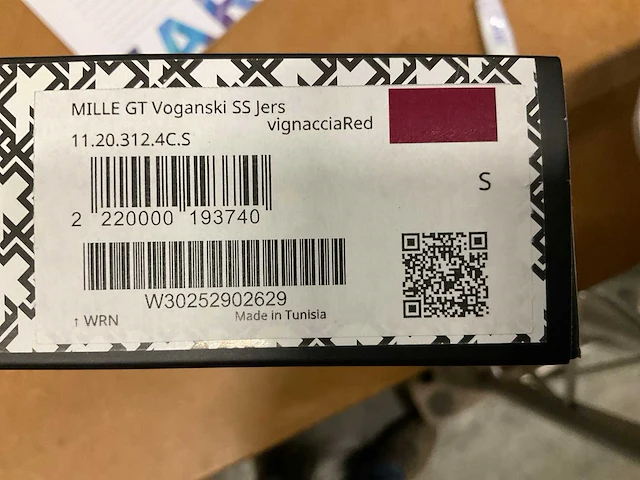 MILLE GT Voganski SS Jers
vignacciaRed
11.20.312.4C.S
S
2 220000 193740
W30252902629
↑ WRN
Made in Tunisia